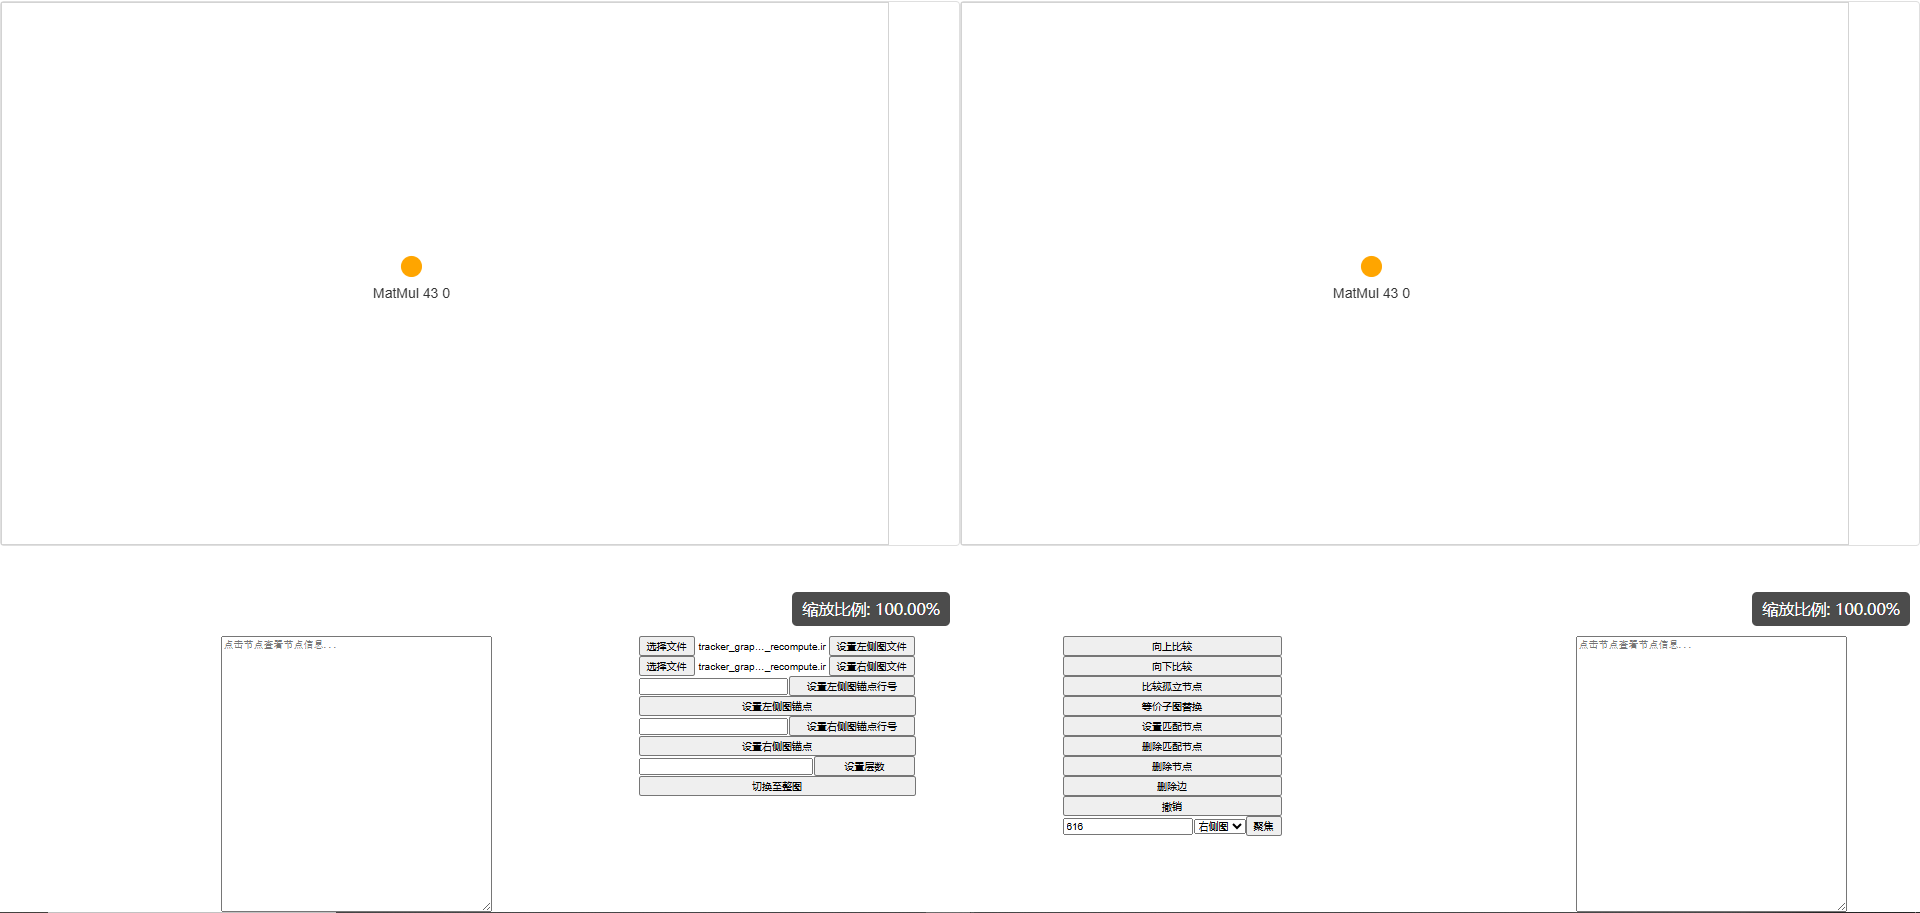 MatMul 43 0
MatMul 43 0
缩放比例: 100.00%
缩放比例: 100.00%
点击节点查看节点信息...
选择文件 tracker_grap..._recompute.ir 设置左侧图文件
选择文件 tracker_grap..._recompute.ir 设置右侧图文件
设置左侧图锚点行号
设置左侧图锚点
设置右侧图锚点行号
设置右侧图锚点
设置层数
切换至整图
向上比较
向下比较
比较孤立节点
等价子图替换
设置匹配节点
删除匹配节点
删除节点
删除边
撤销
616 右侧图 聚焦
点击节点查看节点信息...